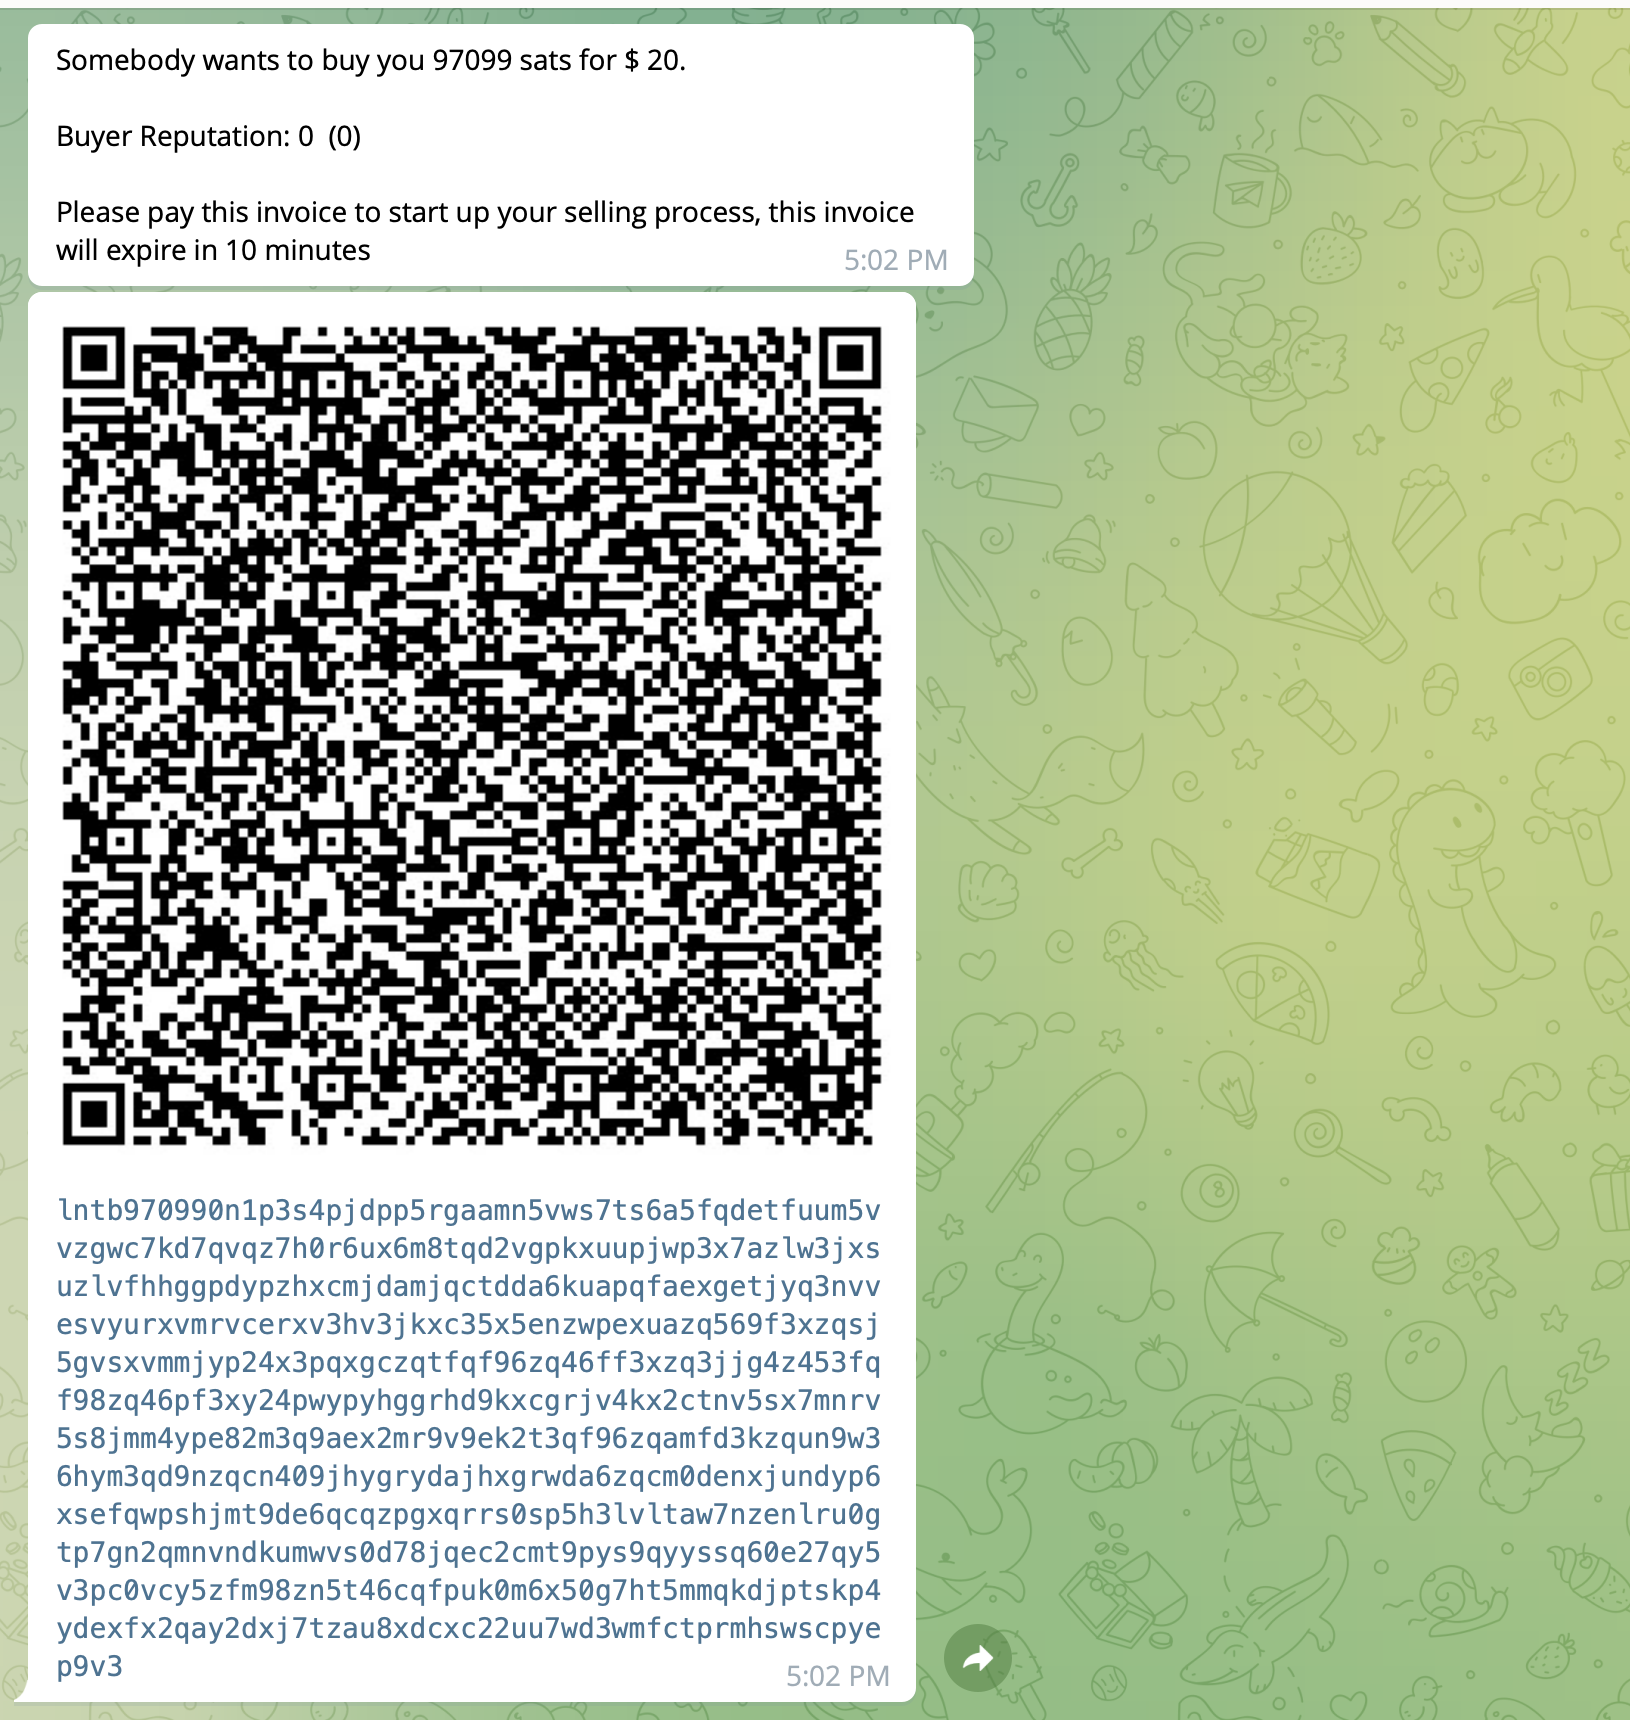 Somebody wants to buy you 97099 sats for $ 20.
Buyer Reputation: 0  (0)
Please pay this invoice to start up your selling process, this invoice
will expire in 10 minutes
5:02 PM
lntb970990n1p3s4pjdpp5rgaamn5vws7ts6a5fqdetfuum5v
vzgwc7kd7qvqz7h0r6ux6m8tqd2vgpkxuupjwp3x7azlw3jxs
uzlvfhhggpdypzhxcmjdamjqctdda6kuapqfaexgetjyq3nvv
esvyurxvmrvcerxv3hv3jkxc35x5enzwpexuazq569f3xzqsj
5gvsxvmmjyp24x3pqxgczqtfqf96zq46ff3xzq3jjg4z453fq
f98zq46pf3xy24pwypyhggrhd9kxcgrjv4kx2ctnv5sx7mnrv
5s8jmm4ype82m3q9aex2mr9v9ek2t3qf96zqamfd3kzqun9w3
6hym3qd9nzqcn409jhygrydajhxgrwda6zqcm0denxjundyp6
xsefqwpshjmt9de6qcqzpgxqrrs0sp5h3lvltaw7nzenlru0g
tp7gn2qmnvndkumwvs0d78jqec2cmt9pys9qyyssq60e27qy5
v3pc0vcy5zfm98zn5t46cqfpuk0m6x50g7ht5mmqkdjptskp4
ydexfx2qay2dxj7tzau8xdcxc22uu7wd3wmfctprmhswscpye
p9v3
5:02 PM